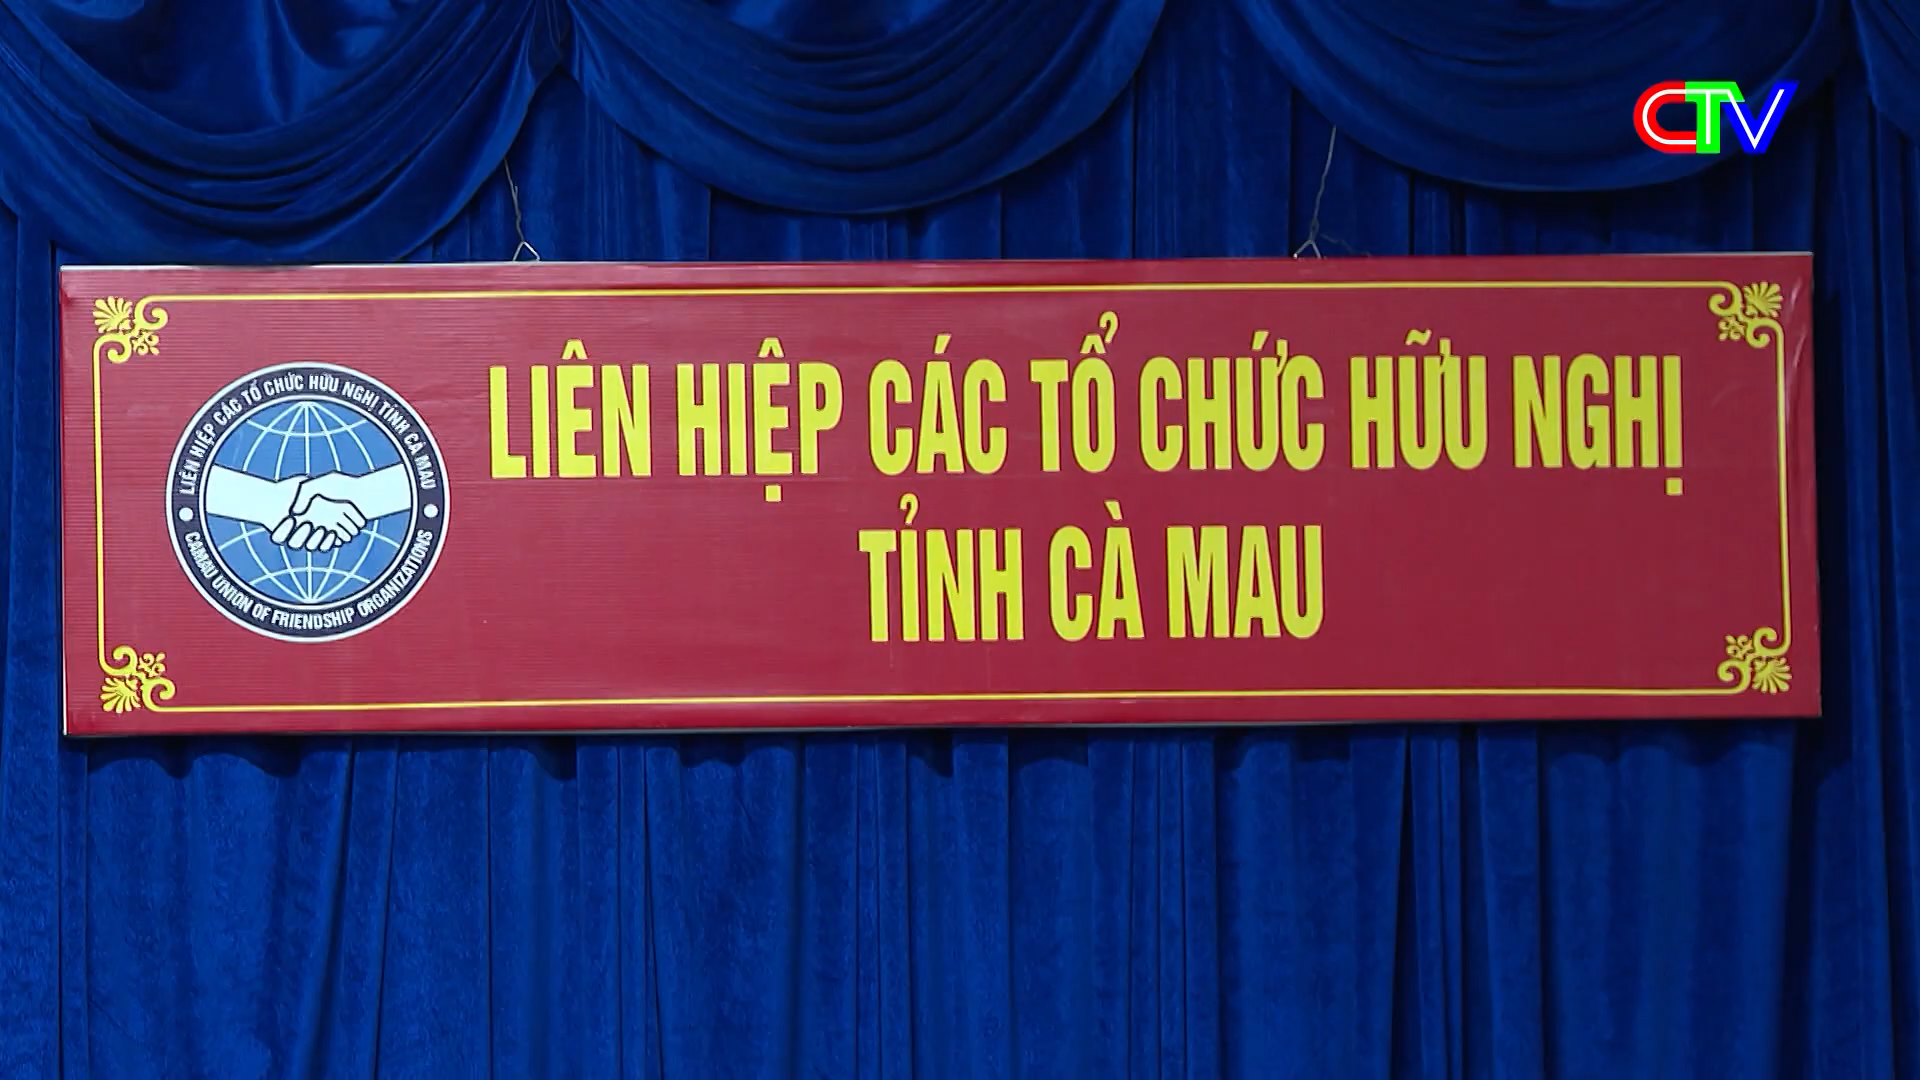 CTV
LIÊN HIỆP CÁC TỔ CHỨC HỮU NGHỊ
TỈNH CÀ MAU
LIÊN HIỆP CÁC TỔ CHỨC HỮU NGHỊ TỈNH CÀ MAU
CAMAU UNION OF FRIENDSHIP ORGANIZATIONS